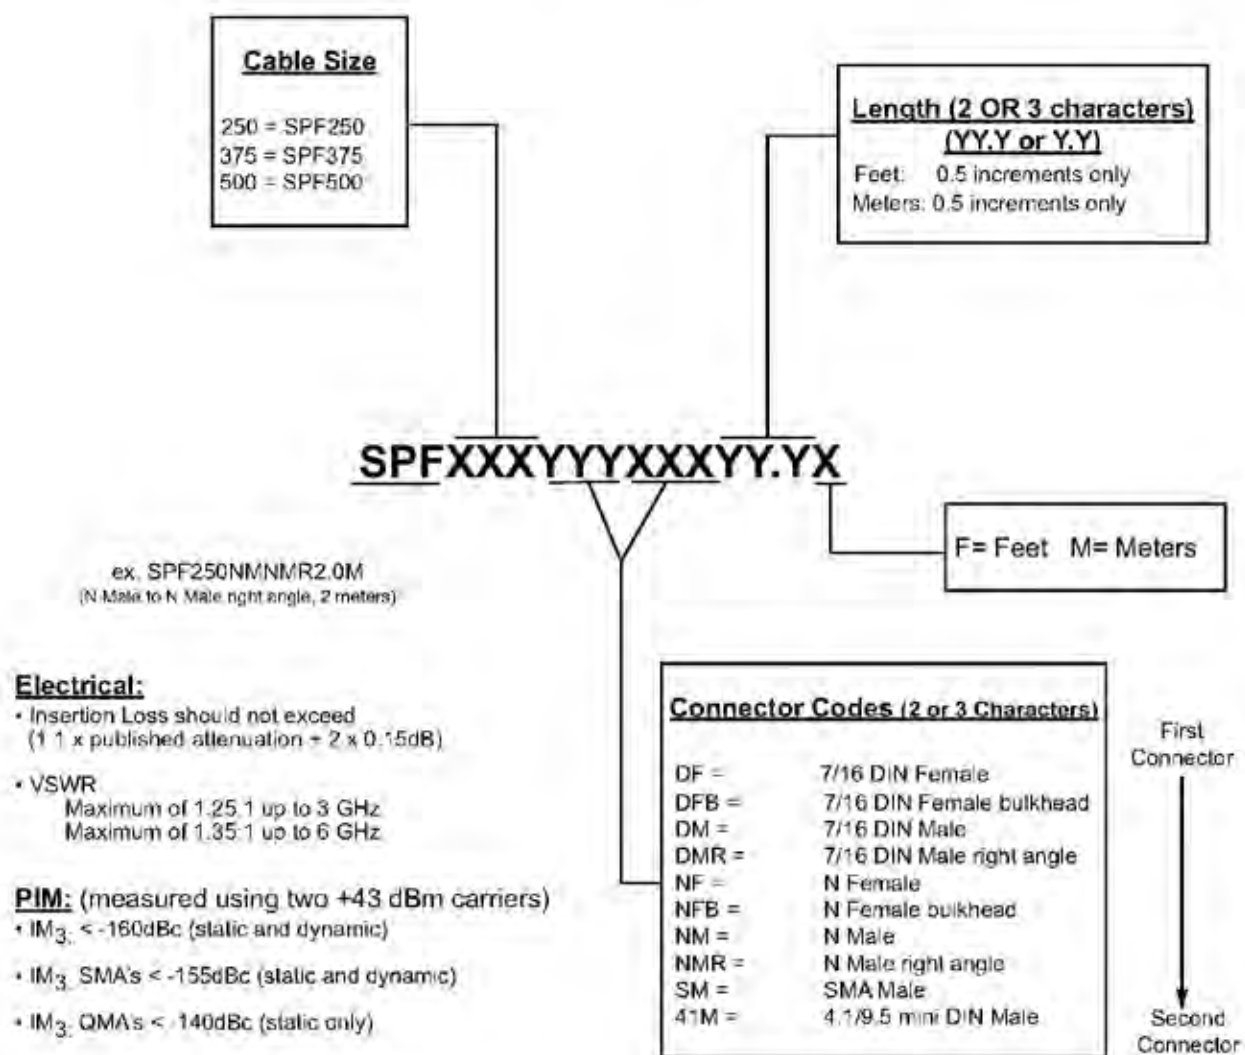 Cable Size
250 = SPF250
375 = SPF375
500 = SPF500
Length (2 OR 3 characters)
(YY.Y or Y.Y)
Feet: 0.5 increments only
Meters: 0.5 increments only
SPFXXXYYYXXXYY.YX
F= Feet M= Meters
ex. SPF250NMNMR2.0M
(N Male to N Male right angle, 2 meters)
Electrical:
• Insertion Loss should not exceed
(1.1 x published attenuation + 2 x 0.15dB)
• VSWR
Maximum of 1.25:1 up to 3 GHz
Maximum of 1.35:1 up to 6 GHz
PIM: (measured using two +43 dBm carriers)
• IM3: < -160dBc (static and dynamic)
• IM3: SMA's < -155dBc (static and dynamic)
• IM3: QMA's < -140dBc (static only)
Connector Codes (2 or 3 Characters)
DF = 7/16 DIN Female
DFB = 7/16 DIN Female bulkhead
DM = 7/16 DIN Male
DMR = 7/16 DIN Male right angle
NF = N Female
NFB = N Female bulkhead
NM = N Male
NMR = N Male right angle
SM = SMA Male
41M = 4.1/9.5 mini DIN Male
First
Connector
Second
Connector